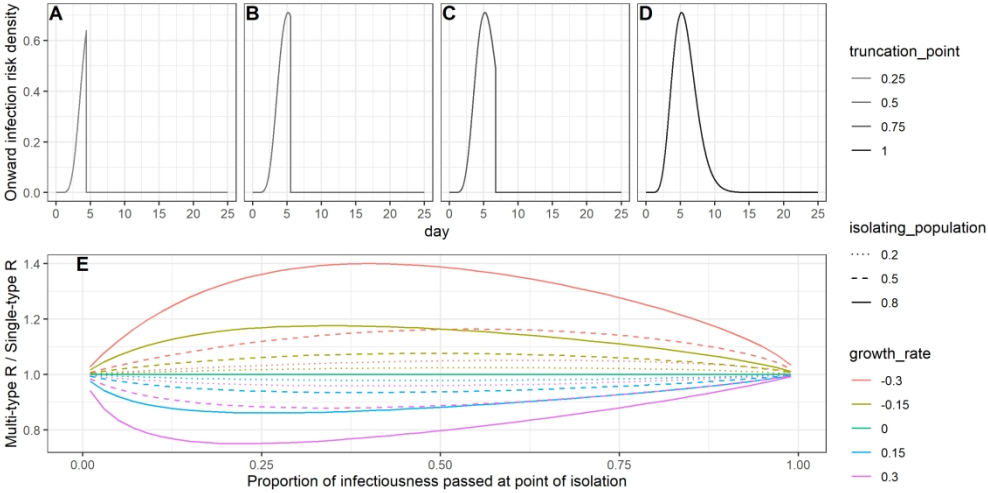 A
B
C
D
Onward infection risk density
0.6
0.4
0.2
0.0
0 5 10 15 20 25
0 5 10 15 20 25
0 5 10 15 20 25
0 5 10 15 20 25
day
E
Multi-type R / Single-type R
1.4
1.2
1.0
0.8
0.00 0.25 0.50 0.75 1.00
Proportion of infectiousness passed at point of isolation
truncation_point
0.25
0.5
0.75
1
isolating_population
0.2
0.5
0.8
growth_rate
-0.3
-0.15
0
0.15
0.3